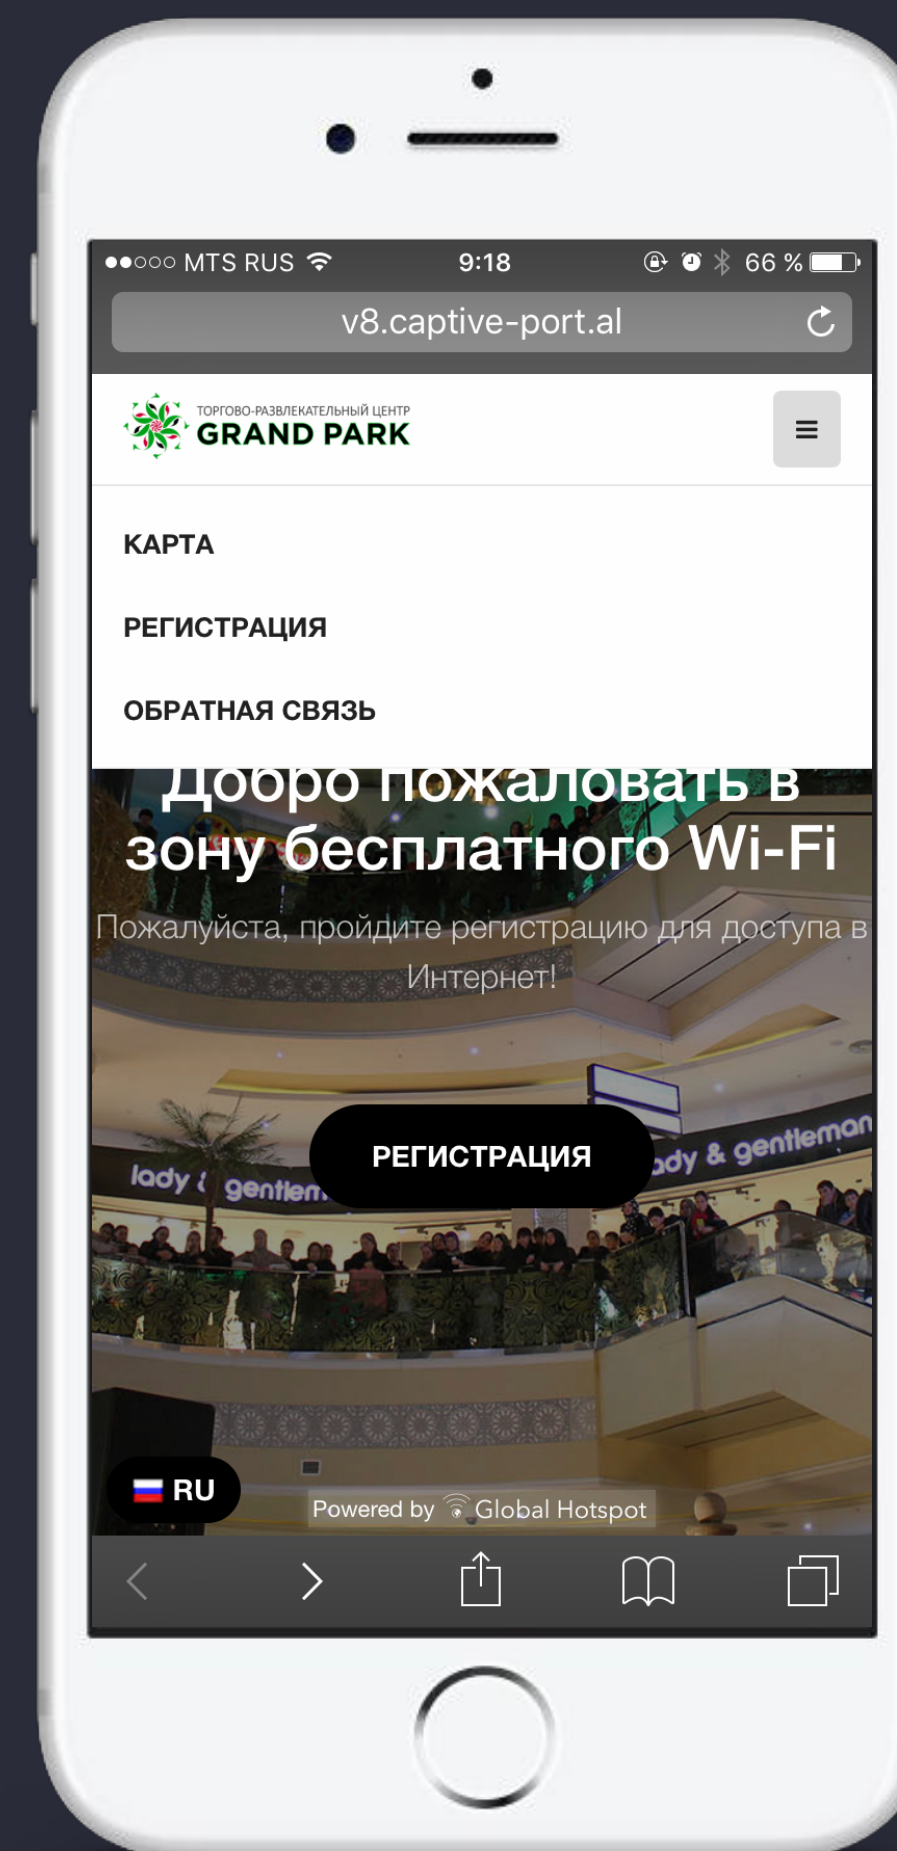 MTS RUS 9:18 66 %
v8.captive-port.al
ТОРГОВО-РАЗВЛЕКАТЕЛЬНЫЙ ЦЕНТР
GRAND PARK
КАРТА
РЕГИСТРАЦИЯ
ОБРАТНАЯ СВЯЗЬ
Добро пожаловать в
зону бесплатного Wi-Fi
Пожалуйста, пройдите регистрацию для доступа в
Интернет!
РЕГИСТРАЦИЯ
lady & gentlem
ady & gentleman
RU
Powered by Global Hotspot